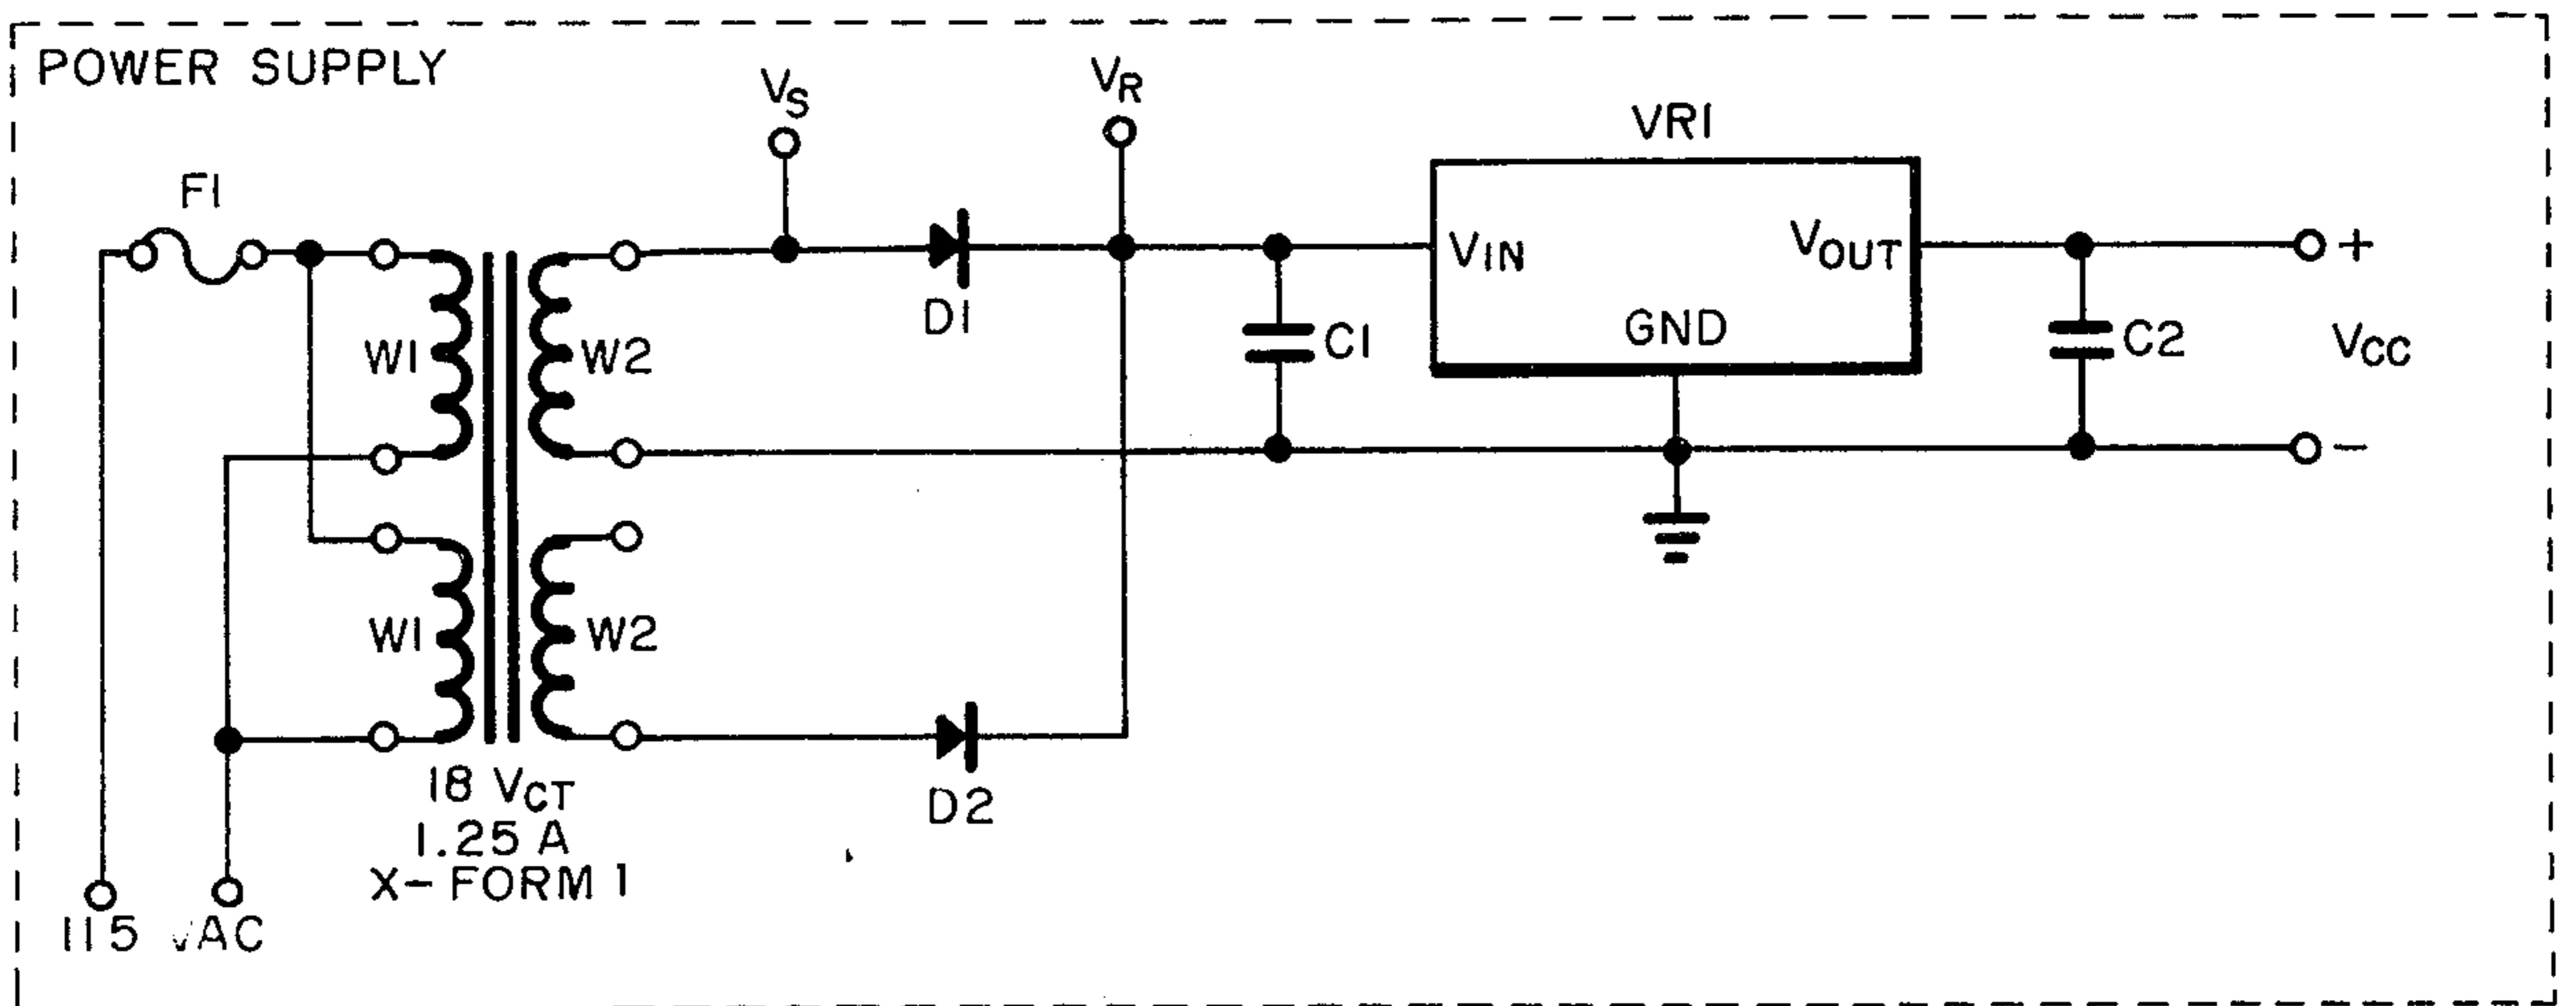 POWER SUPPLY
VS
VR
VR1
F1
VIN
VOUT
GND
D1
C1
C2
+
VCC
-
W1
W2
W1
W2
D2
18 VCT
1.25 A
X-FORM 1
115 VAC